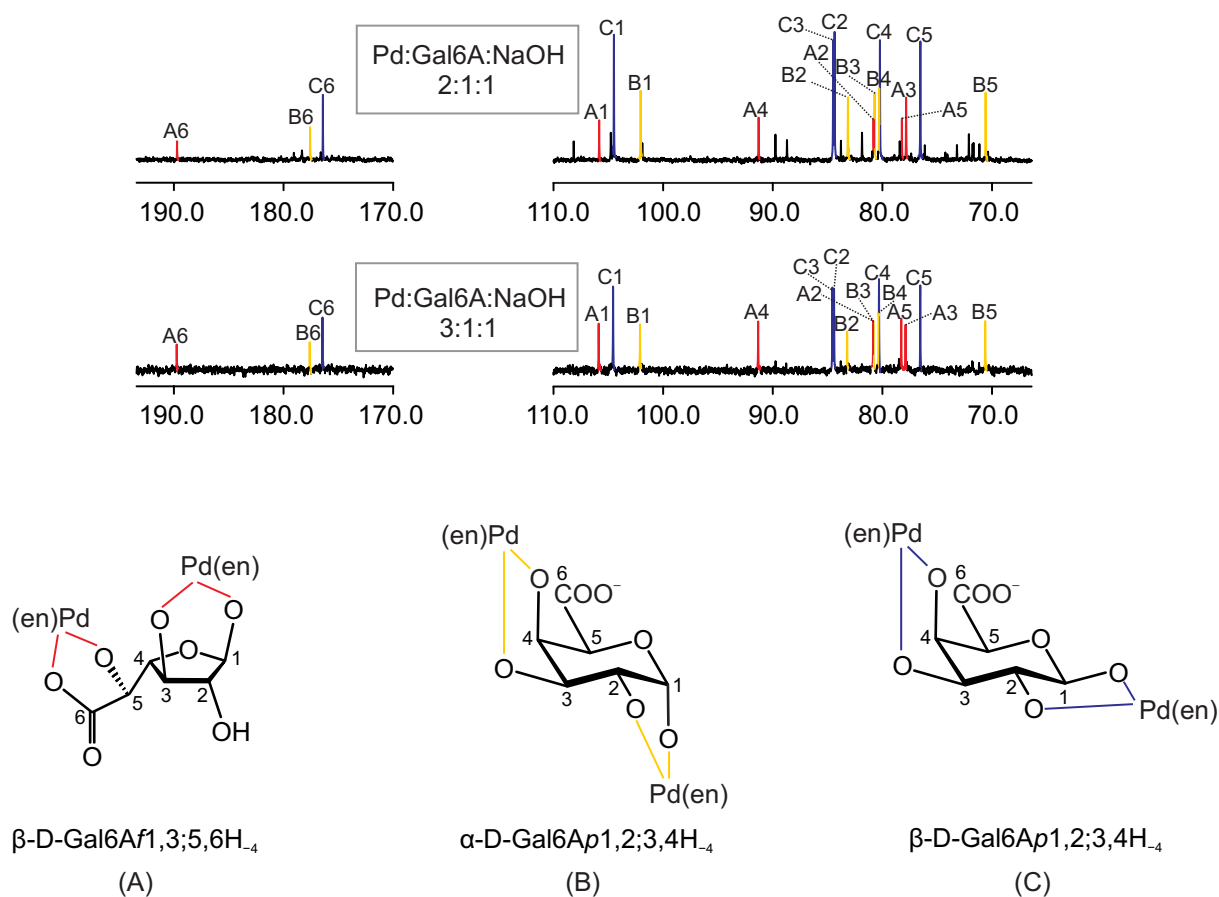 Pd:Gal6A:NaOH
2:1:1
A6
B6
C6
C1
A1
B1
A4
C3
C2
A2
B2
B3
C4
B4
A3
A5
C5
B5
190.0 180.0 170.0
110.0 100.0 90.0 80.0 70.0
Pd:Gal6A:NaOH
3:1:1
A6
B6
C6
C1
A1
B1
A4
C3
C2
A2
B3
B2
C4
B4
A5
A3
C5
B5
190.0 180.0 170.0
110.0 100.0 90.0 80.0 70.0
Pd(en)
(en)Pd
O
O
O
O
O
4
1
3
2
5
6
O
OH
β-D-Gal6Af1,3;5,6H₋₄
(A)
(en)Pd
O
6
COO⁻
4
5
O
O
3
2
1
O
O
Pd(en)
α-D-Gal6Ap1,2;3,4H₋₄
(B)
(en)Pd
O
6
COO⁻
4
5
O
O
O
3
2
1
O
Pd(en)
β-D-Gal6Ap1,2;3,4H₋₄
(C)